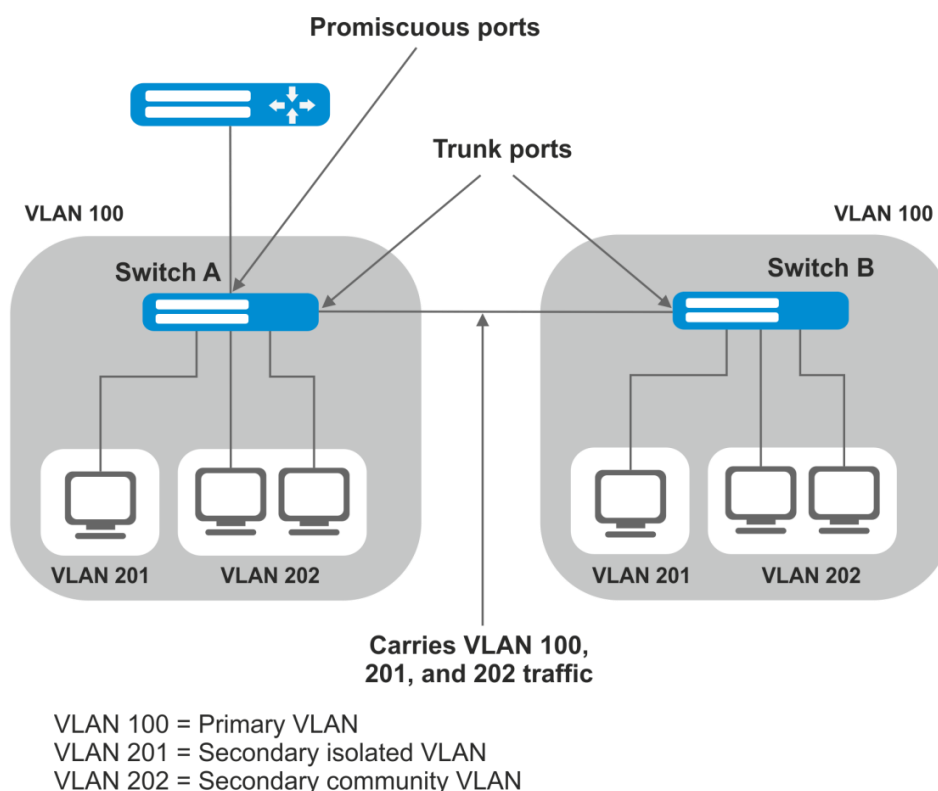 Promiscuous ports
Trunk ports
VLAN 100
VLAN 100
Switch A
Switch B
VLAN 201
VLAN 202
VLAN 201
VLAN 202
Carries VLAN 100,
201, and 202 traffic
VLAN 100 = Primary VLAN
VLAN 201 = Secondary isolated VLAN
VLAN 202 = Secondary community VLAN